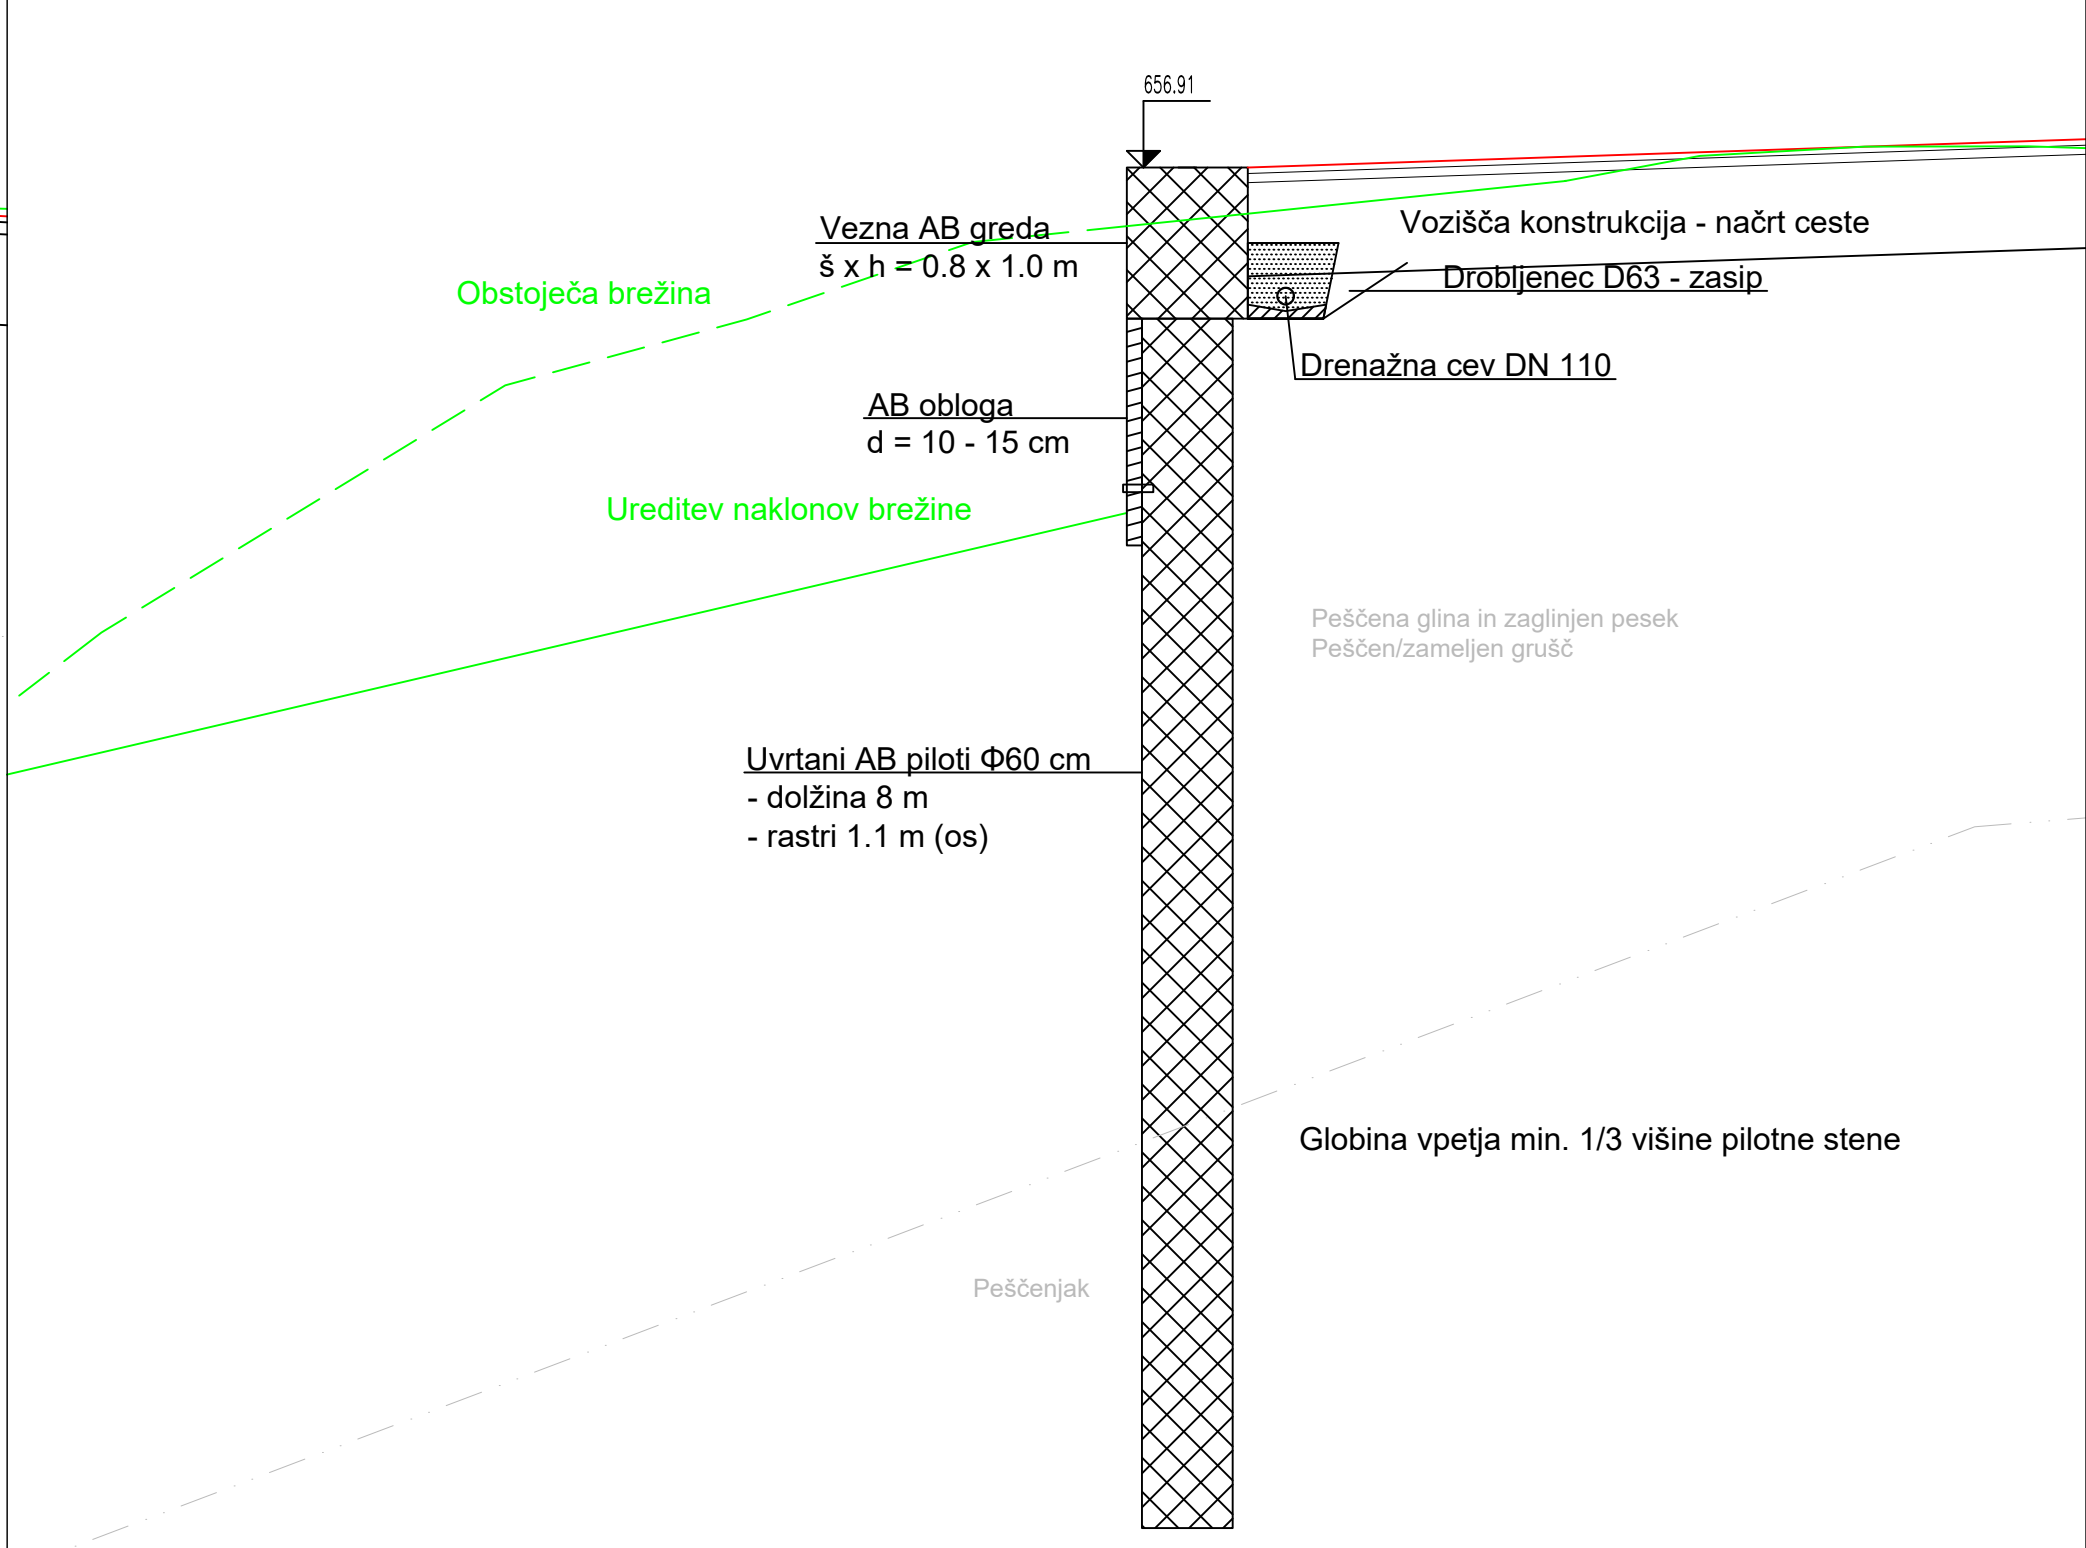 656.91
Vezna AB greda
š x h = 0.8 x 1.0 m
Vozišča konstrukcija - načrt ceste
Drobljenec D63 - zasip
Obstoječa brežina
Drenažna cev DN 110
AB obloga
d = 10 - 15 cm
Ureditev naklonov brežine
Peščena glina in zaglinjen pesek
Peščen/zameljen grušč
Uvrtani AB piloti Φ60 cm
- dolžina 8 m
- rastri 1.1 m (os)
Globina vpetja min. 1/3 višine pilotne stene
Peščenjak